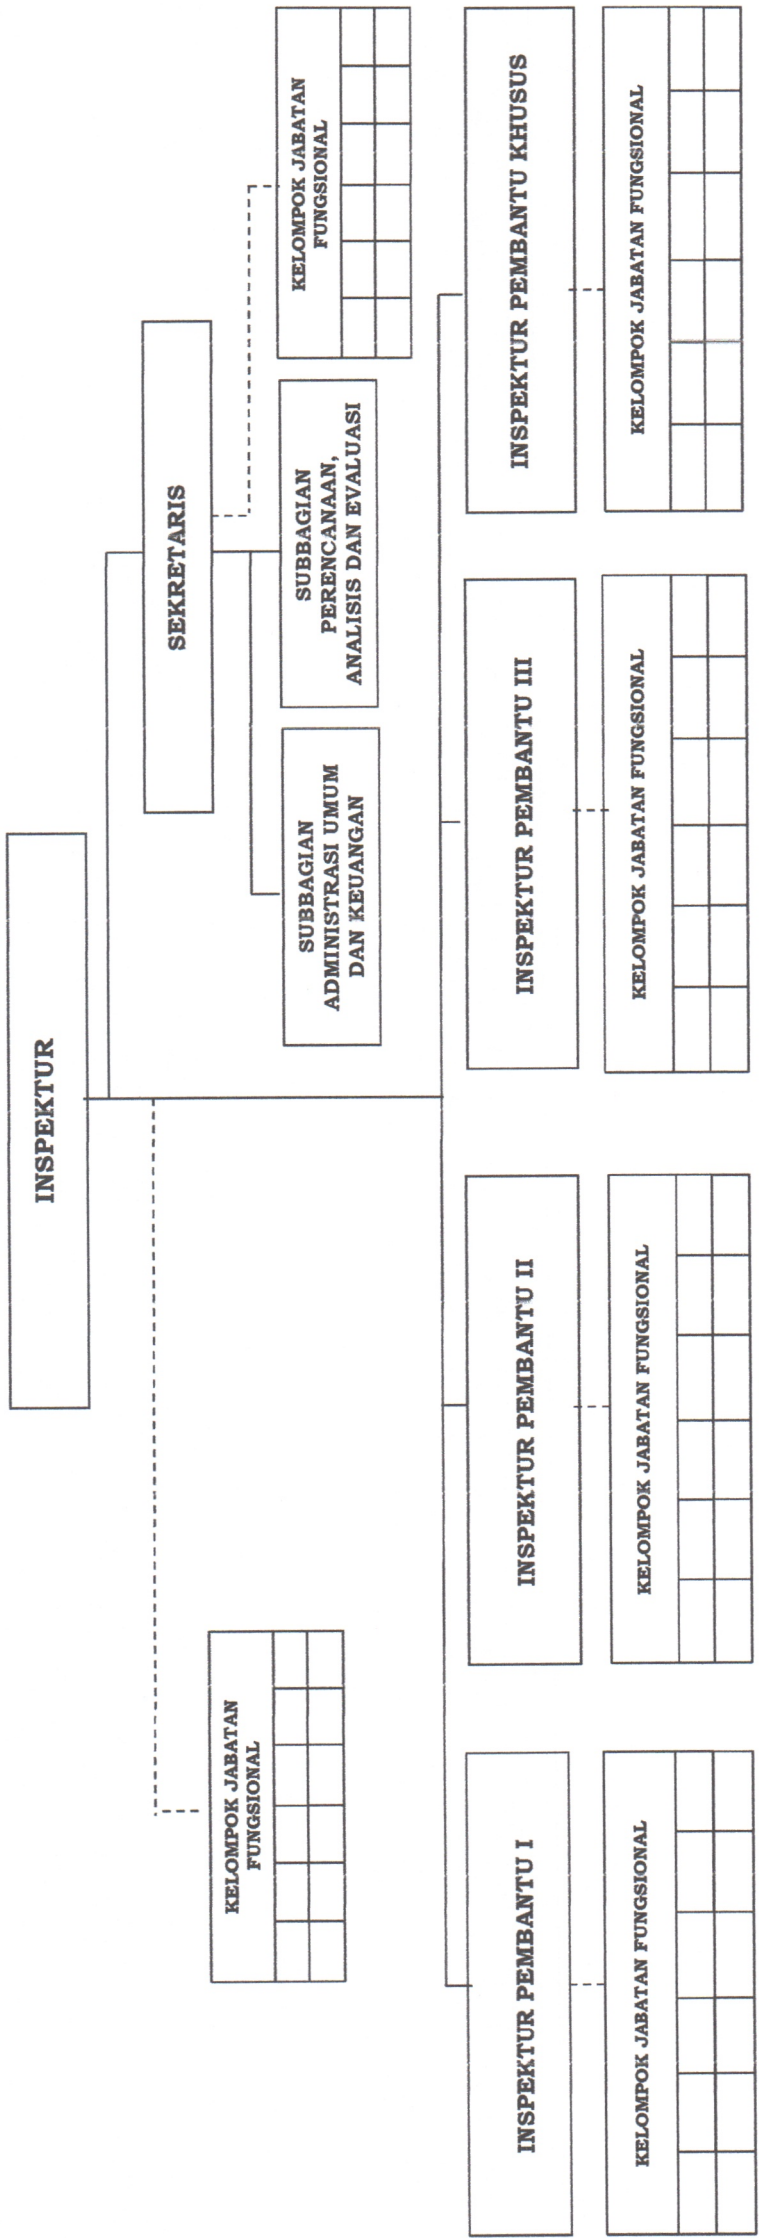 INSPEKTUR
SEKRETARIS
KELOMPOK JABATAN
FUNGSIONAL
SUBBAGIAN
ADMINISTRASI UMUM
DAN KEUANGAN
SUBBAGIAN
PERENCANAAN,
ANALISIS DAN EVALUASI
KELOMPOK JABATAN
FUNGSIONAL
INSPEKTUR PEMBANTU I
INSPEKTUR PEMBANTU II
INSPEKTUR PEMBANTU III
INSPEKTUR PEMBANTU KHUSUS
KELOMPOK JABATAN FUNGSIONAL
KELOMPOK JABATAN FUNGSIONAL
KELOMPOK JABATAN FUNGSIONAL
KELOMPOK JABATAN FUNGSIONAL